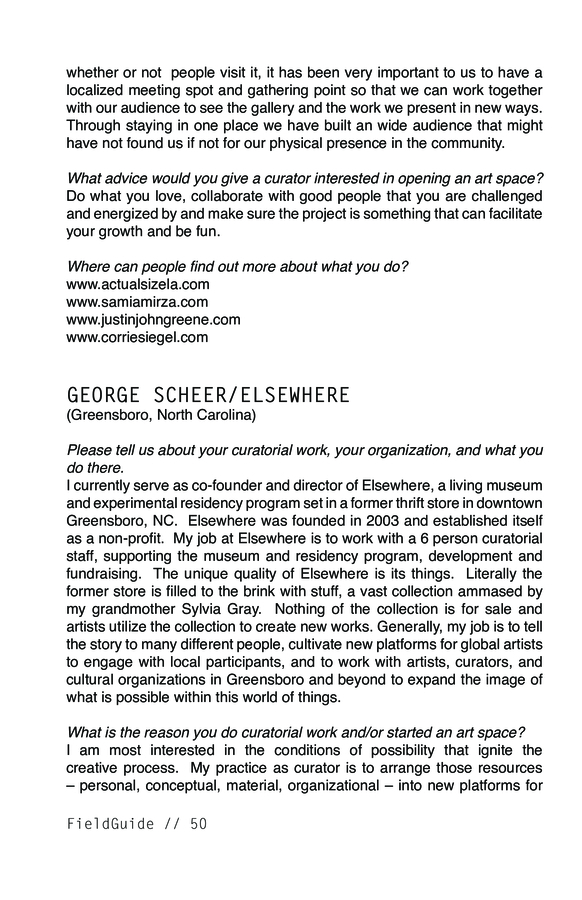 whether or not  people visit it, it has been very important to us to have a
localized meeting spot and gathering point so that we can work together
with our audience to see the gallery and the work we present in new ways.
Through staying in one place we have built an wide audience that might
have not found us if not for our physical presence in the community.
What advice would you give a curator interested in opening an art space?
Do what you love, collaborate with good people that you are challenged
and energized by and make sure the project is something that can facilitate
your growth and be fun.
Where can people find out more about what you do?
www.actualsizela.com
www.samiamirza.com
www.justinjohngreene.com
www.corriesiegel.com
GEORGE SCHEER/ELSEWHERE
(Greensboro, North Carolina)
Please tell us about your curatorial work, your organization, and what you
do there.
I currently serve as co-founder and director of Elsewhere, a living museum
and experimental residency program set in a former thrift store in downtown
Greensboro, NC.  Elsewhere was founded in 2003 and established itself
as a non-profit.  My job at Elsewhere is to work with a 6 person curatorial
staff, supporting the museum and residency program, development and
fundraising.  The unique quality of Elsewhere is its things.  Literally the
former store is filled to the brink with stuff, a vast collection ammased by
my grandmother Sylvia Gray.  Nothing of the collection is for sale and
artists utilize the collection to create new works. Generally, my job is to tell
the story to many different people, cultivate new platforms for global artists
to engage with local participants, and to work with artists, curators, and
cultural organizations in Greensboro and beyond to expand the image of
what is possible within this world of things.
What is the reason you do curatorial work and/or started an art space?
I am most interested in the conditions of possibility that ignite the
creative process.  My practice as curator is to arrange those resources
– personal, conceptual, material, organizational – into new platforms for
FieldGuide // 50